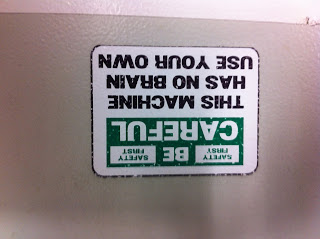 SAFETY FIRST BE SAFETY FIRST
CAREFUL
THIS MACHINE
HAS NO BRAIN
USE YOUR OWN